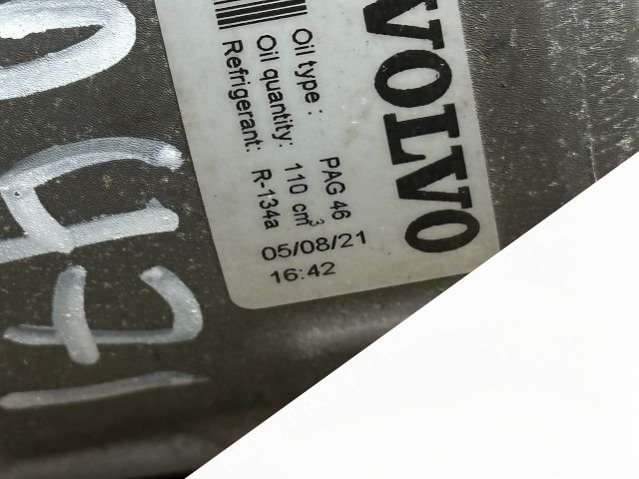 VOLVO
Oil type : PAG 46
Oil quantity: 110 cm³
Refrigerant: R-134a
05/08/21
16:42